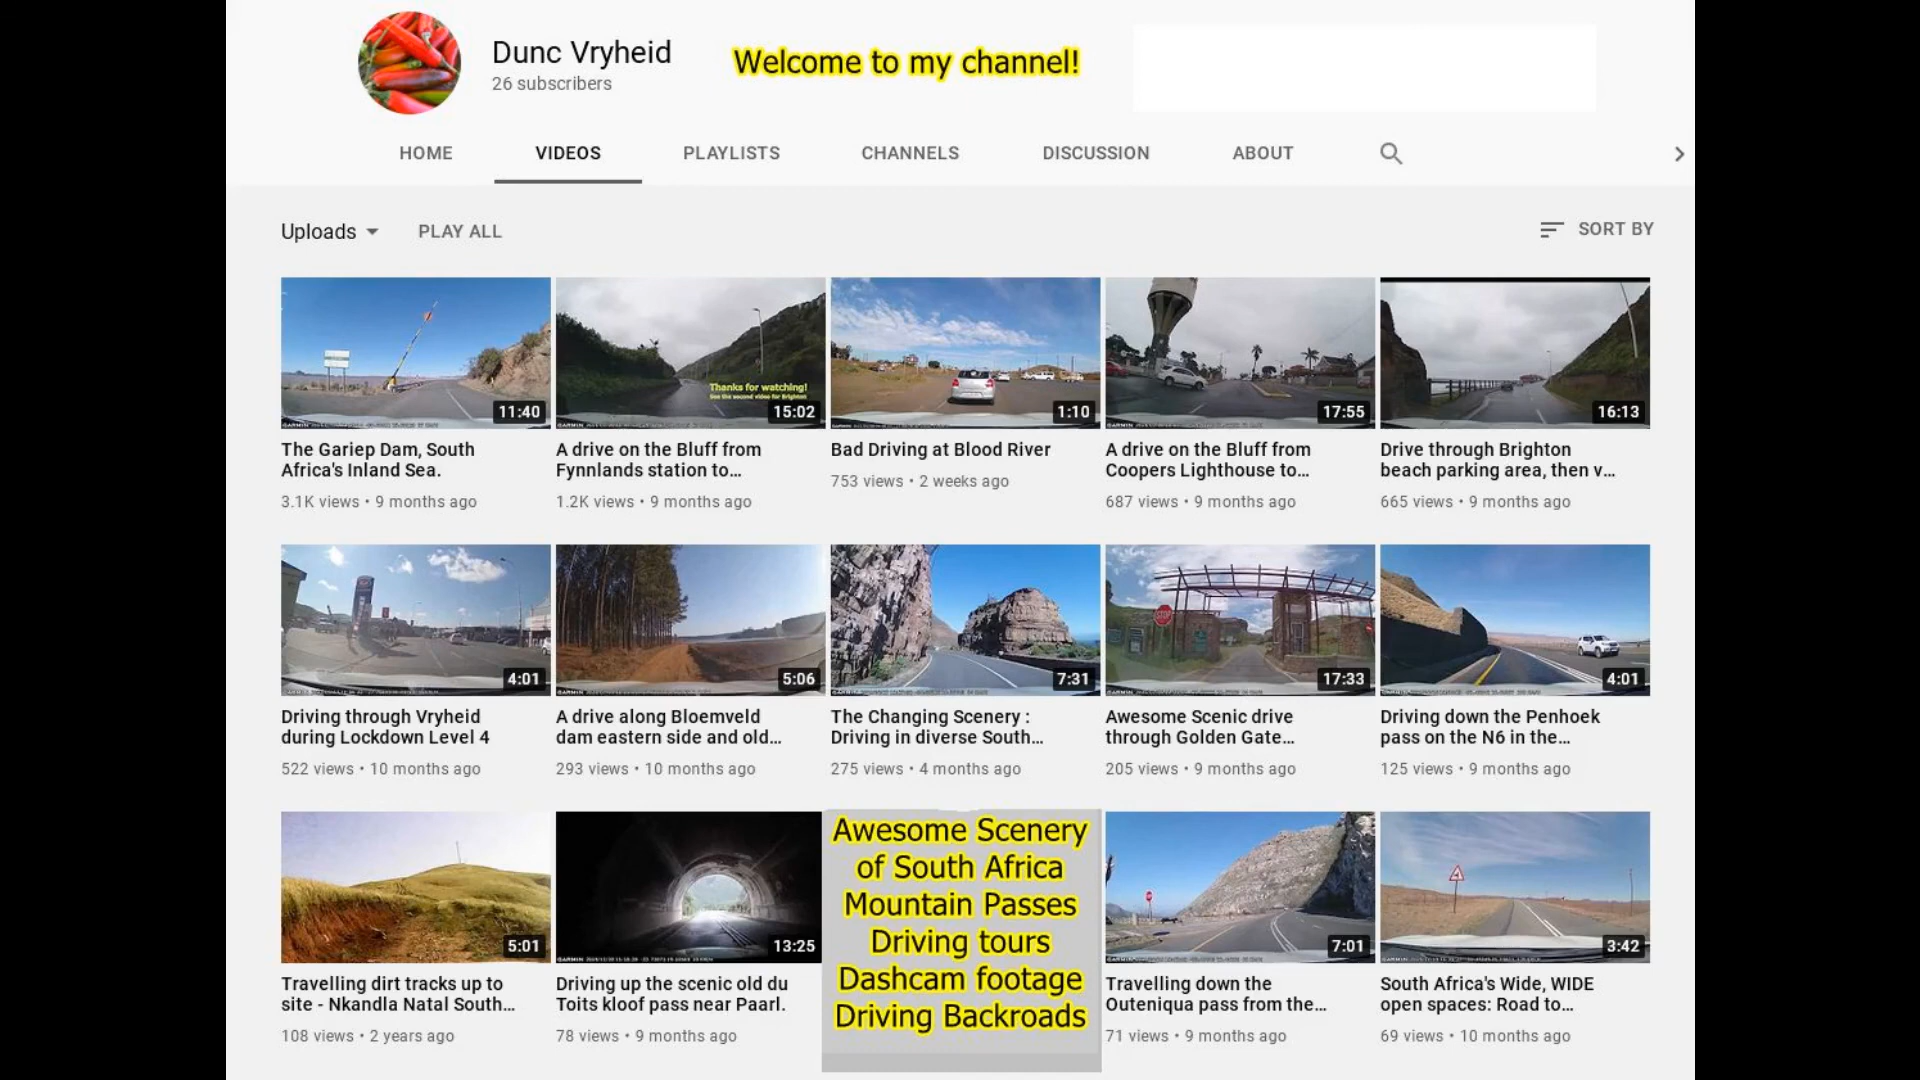 Dunc Vryheid
26 subscribers
Welcome to my channel!
HOME VIDEOS PLAYLISTS CHANNELS DISCUSSION ABOUT
Uploads PLAY ALL SORT BY
11:40
Thanks for watching!
See the second video for Brighton
15:02
1:10
17:55
16:13
The Gariep Dam, South
Africa's Inland Sea.
3.1K views • 9 months ago
A drive on the Bluff from
Fynnlands station to...
1.2K views • 9 months ago
Bad Driving at Blood River
753 views • 2 weeks ago
A drive on the Bluff from
Coopers Lighthouse to...
687 views • 9 months ago
Drive through Brighton
beach parking area, then v...
665 views • 9 months ago
4:01
5:06
7:31
STOP
17:33
4:01
Driving through Vryheid
during Lockdown Level 4
522 views • 10 months ago
A drive along Bloemveld
dam eastern side and old...
293 views • 10 months ago
The Changing Scenery :
Driving in diverse South...
275 views • 4 months ago
Awesome Scenic drive
through Golden Gate...
205 views • 9 months ago
Driving down the Penhoek
pass on the N6 in the...
125 views • 9 months ago
5:01
13:25
Awesome Scenery
of South Africa
Mountain Passes
Driving tours
Dashcam footage
Driving Backroads
7:01
3:42
Travelling dirt tracks up to
site - Nkandla Natal South...
108 views • 2 years ago
Driving up the scenic old du
Toits kloof pass near Paarl.
78 views • 9 months ago
Travelling down the
Outeniqua pass from the...
71 views • 9 months ago
South Africa's Wide, WIDE
open spaces: Road to...
69 views • 10 months ago